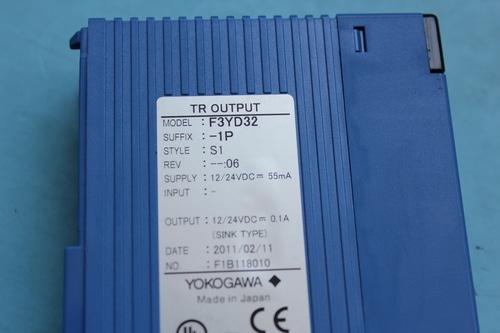 TR OUTPUT
MODEL : F3YD32
SUFFIX : -1P
STYLE : S1
REV : --:06
SUPPLY : 12/24VDC⎓ 55mA
INPUT : -
OUTPUT : 12/24VDC⎓ 0.1A
(SINK TYPE)
DATE : 2011/02/11
NO : F1B118010
YOKOGAWA
Made in Japan
UL CE